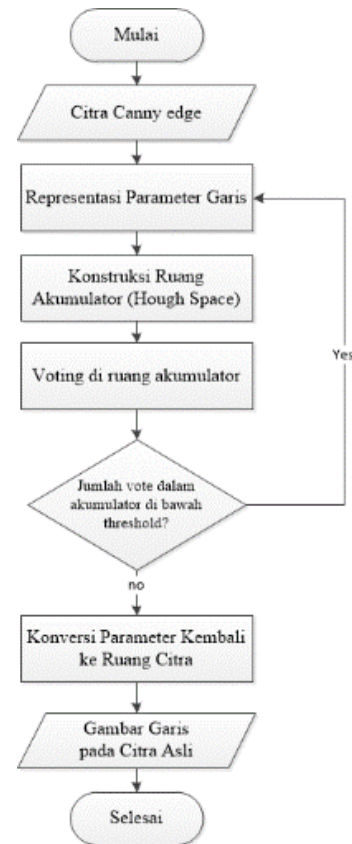 Mulai
Citra Canny edge
Representasi Parameter Garis
Konstruksi Ruang
Akumulator (Hough Space)
Voting di ruang akumulator
Yes
Jumlah vote dalam
akumulator di bawah
threshold?
no
Konversi Parameter Kembali
ke Ruang Citra
Gambar Garis
pada Citra Asli
Selesai